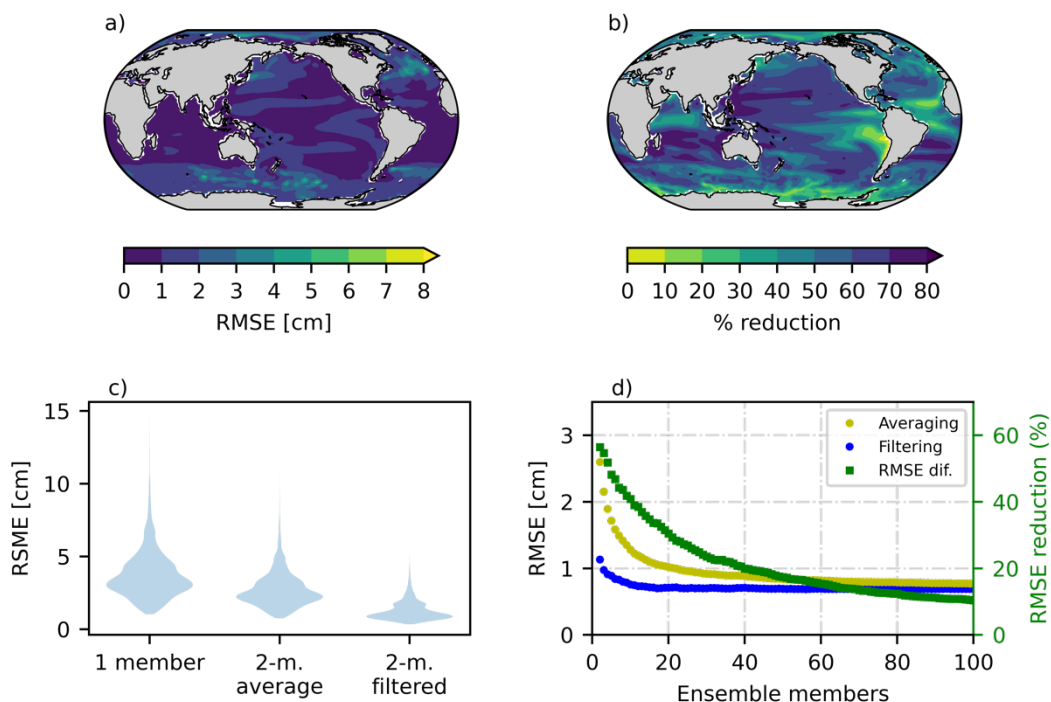 a)
b)
0 1 2 3 4 5 6 7 8
RMSE [cm]
0 10 20 30 40 50 60 70 80
% reduction
c)
15
10
5
0
RSME [cm]
1 member
2-m. average
2-m. filtered
d)
3
2
1
0
RMSE [cm]
Averaging
Filtering
RMSE dif.
60
40
20
0
RMSE reduction (%)
0 20 40 60 80 100
Ensemble members